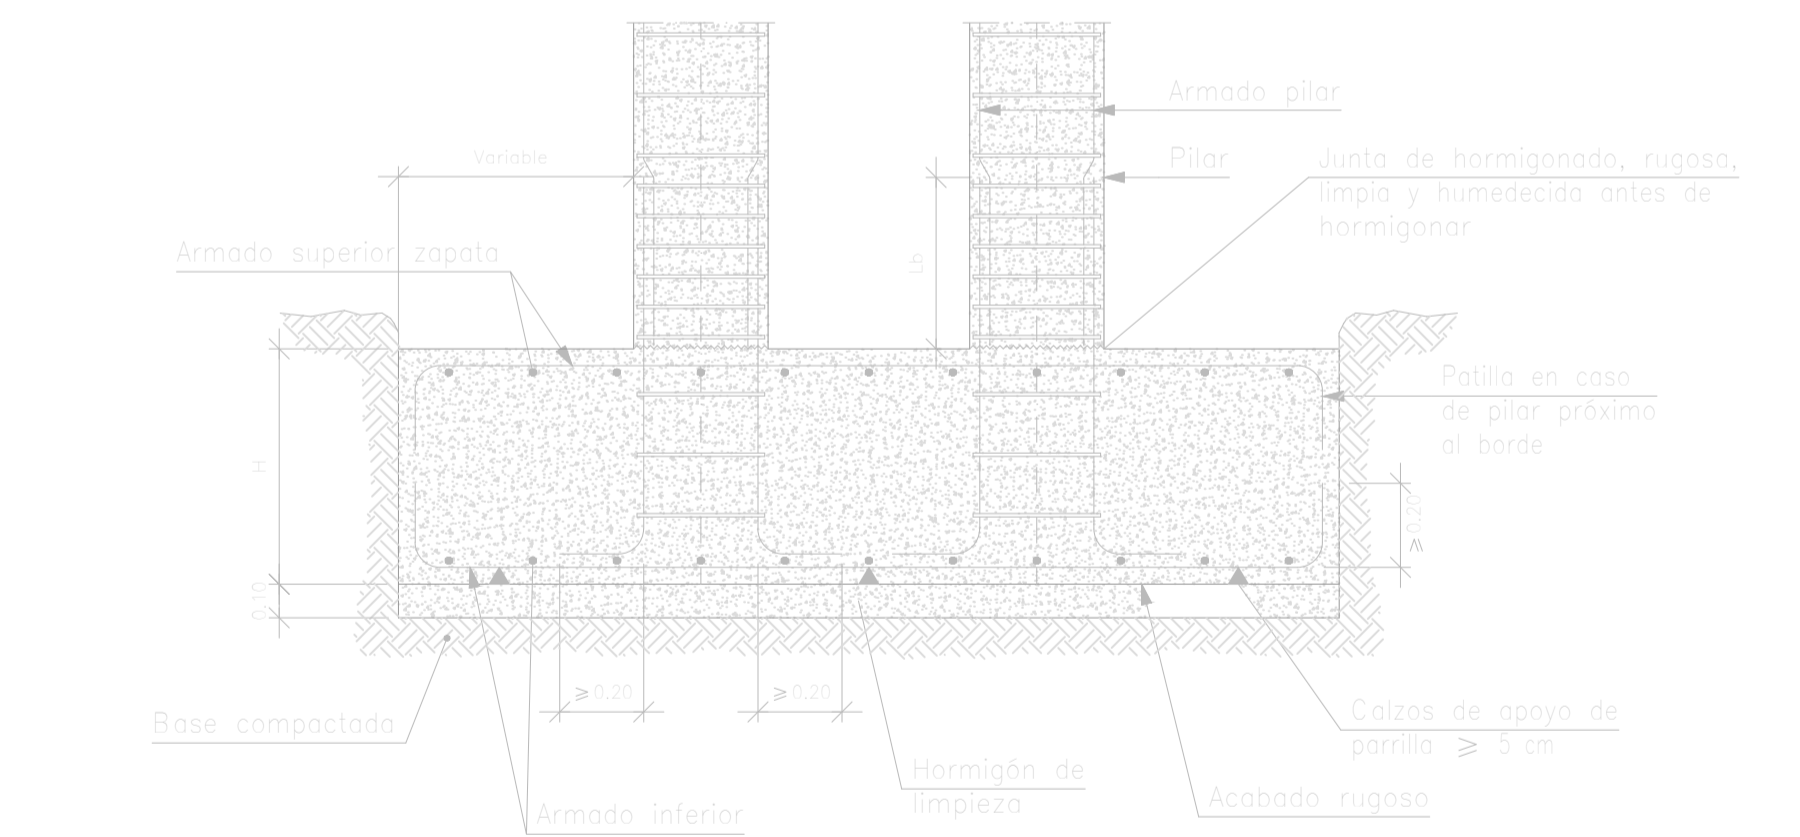 Armado pilar
Variable
Pilar
Junta de hormigonado, rugosa,
limpia y humedecida antes de
hormigonar
Armado superior zapata
Lb
Patilla en caso
de pilar próximo
al borde
H
≥0.20
0.10
≥0.20
≥0.20
Base compactada
Calzos de apoyo de
parrilla ≥ 5 cm
Hormigón de
limpieza
Acabado rugoso
Armado inferior